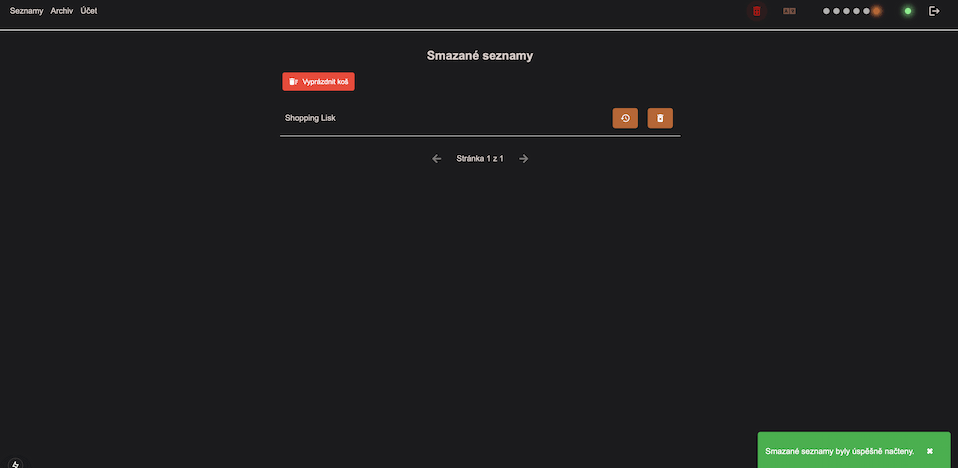 Seznamy Archiv Účet
Smazané seznamy
Vyprázdnit koš
Shopping Lisk
Stránka 1 z 1
Smazané seznamy byly úspěšně načteny.